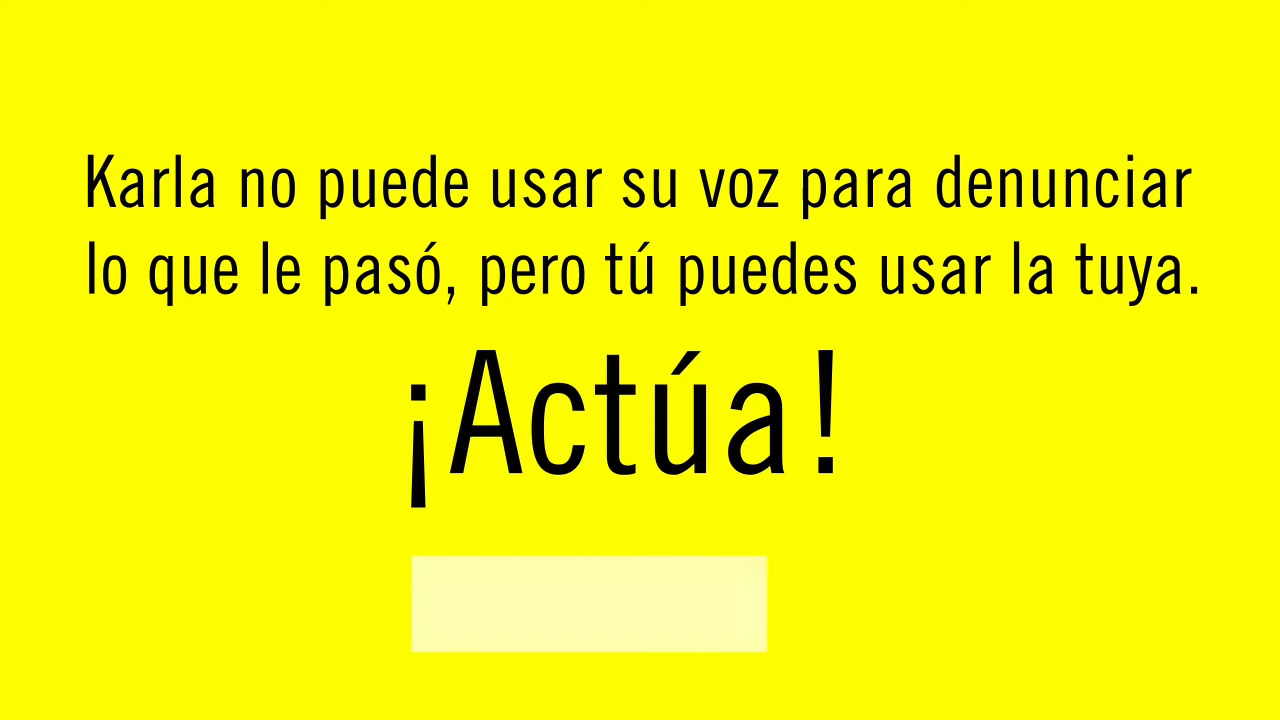 Karla no puede usar su voz para denunciar
lo que le pasó, pero tú puedes usar la tuya.
¡Actúa!